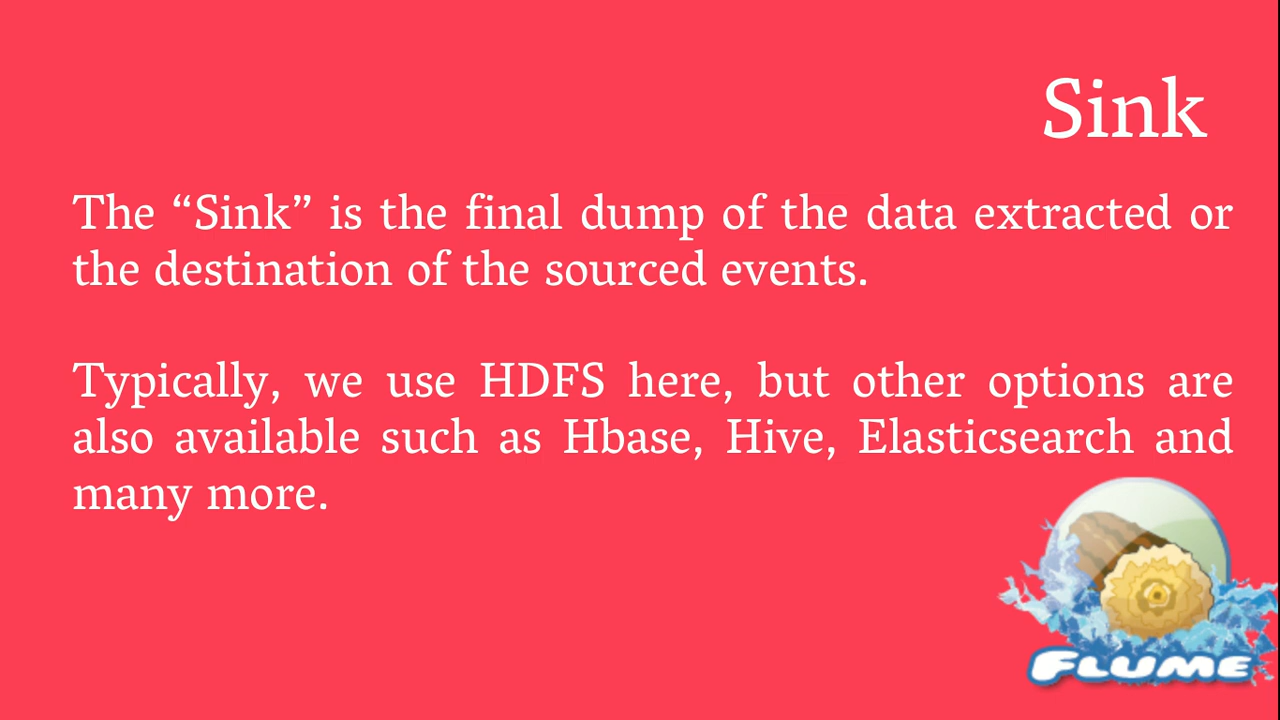 Sink
The “Sink” is the final dump of the data extracted or
the destination of the sourced events.
Typically, we use HDFS here, but other options are
also available such as Hbase, Hive, Elasticsearch and
many more.
FLUME